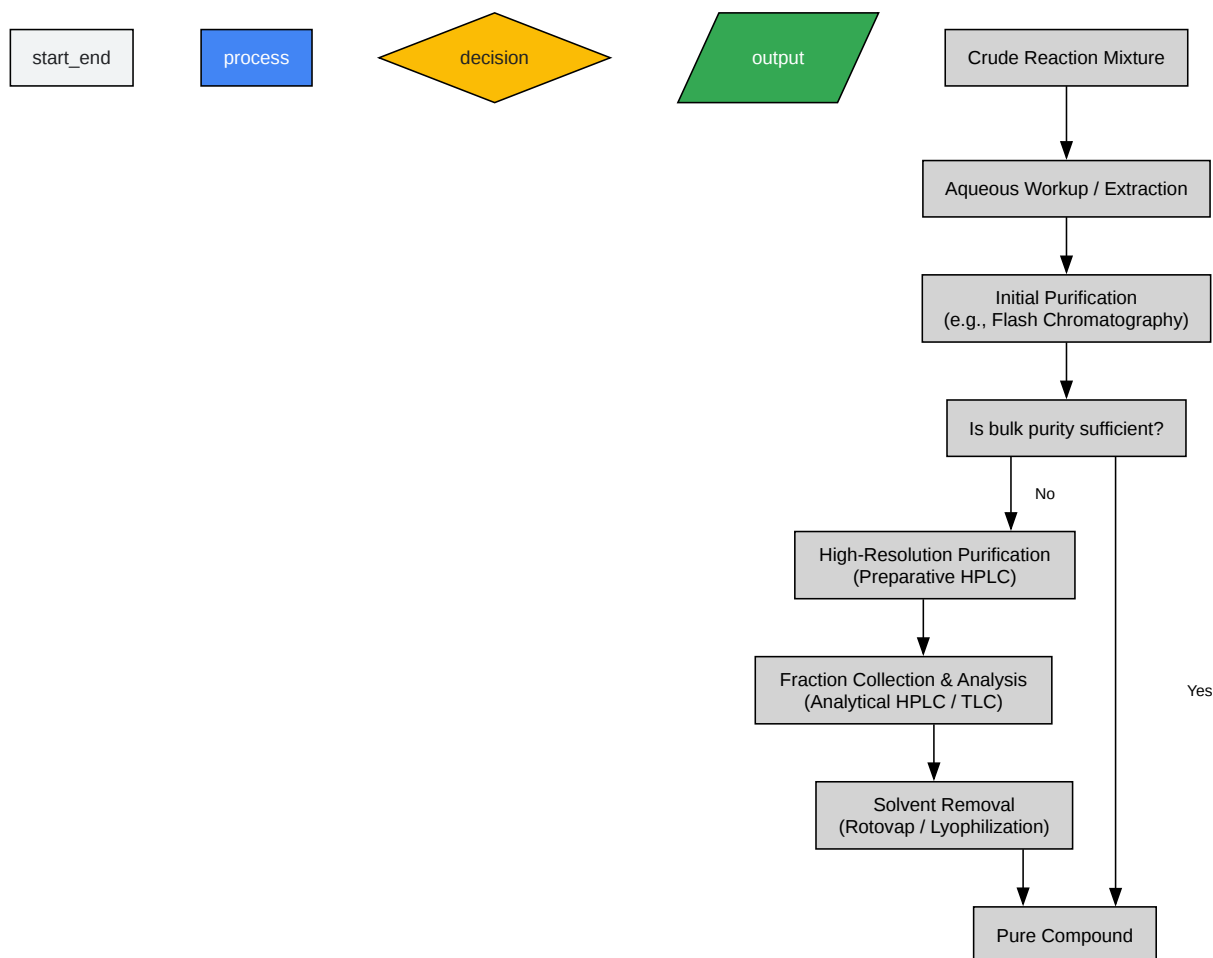 start_end
process
decision
output
Crude Reaction Mixture
Aqueous Workup / Extraction
Initial Purification
(e.g., Flash Chromatography)
Is bulk purity sufficient?
No
High-Resolution Purification
(Preparative HPLC)
Fraction Collection & Analysis
(Analytical HPLC / TLC)
Yes
Solvent Removal
(Rotovap / Lyophilization)
Pure Compound